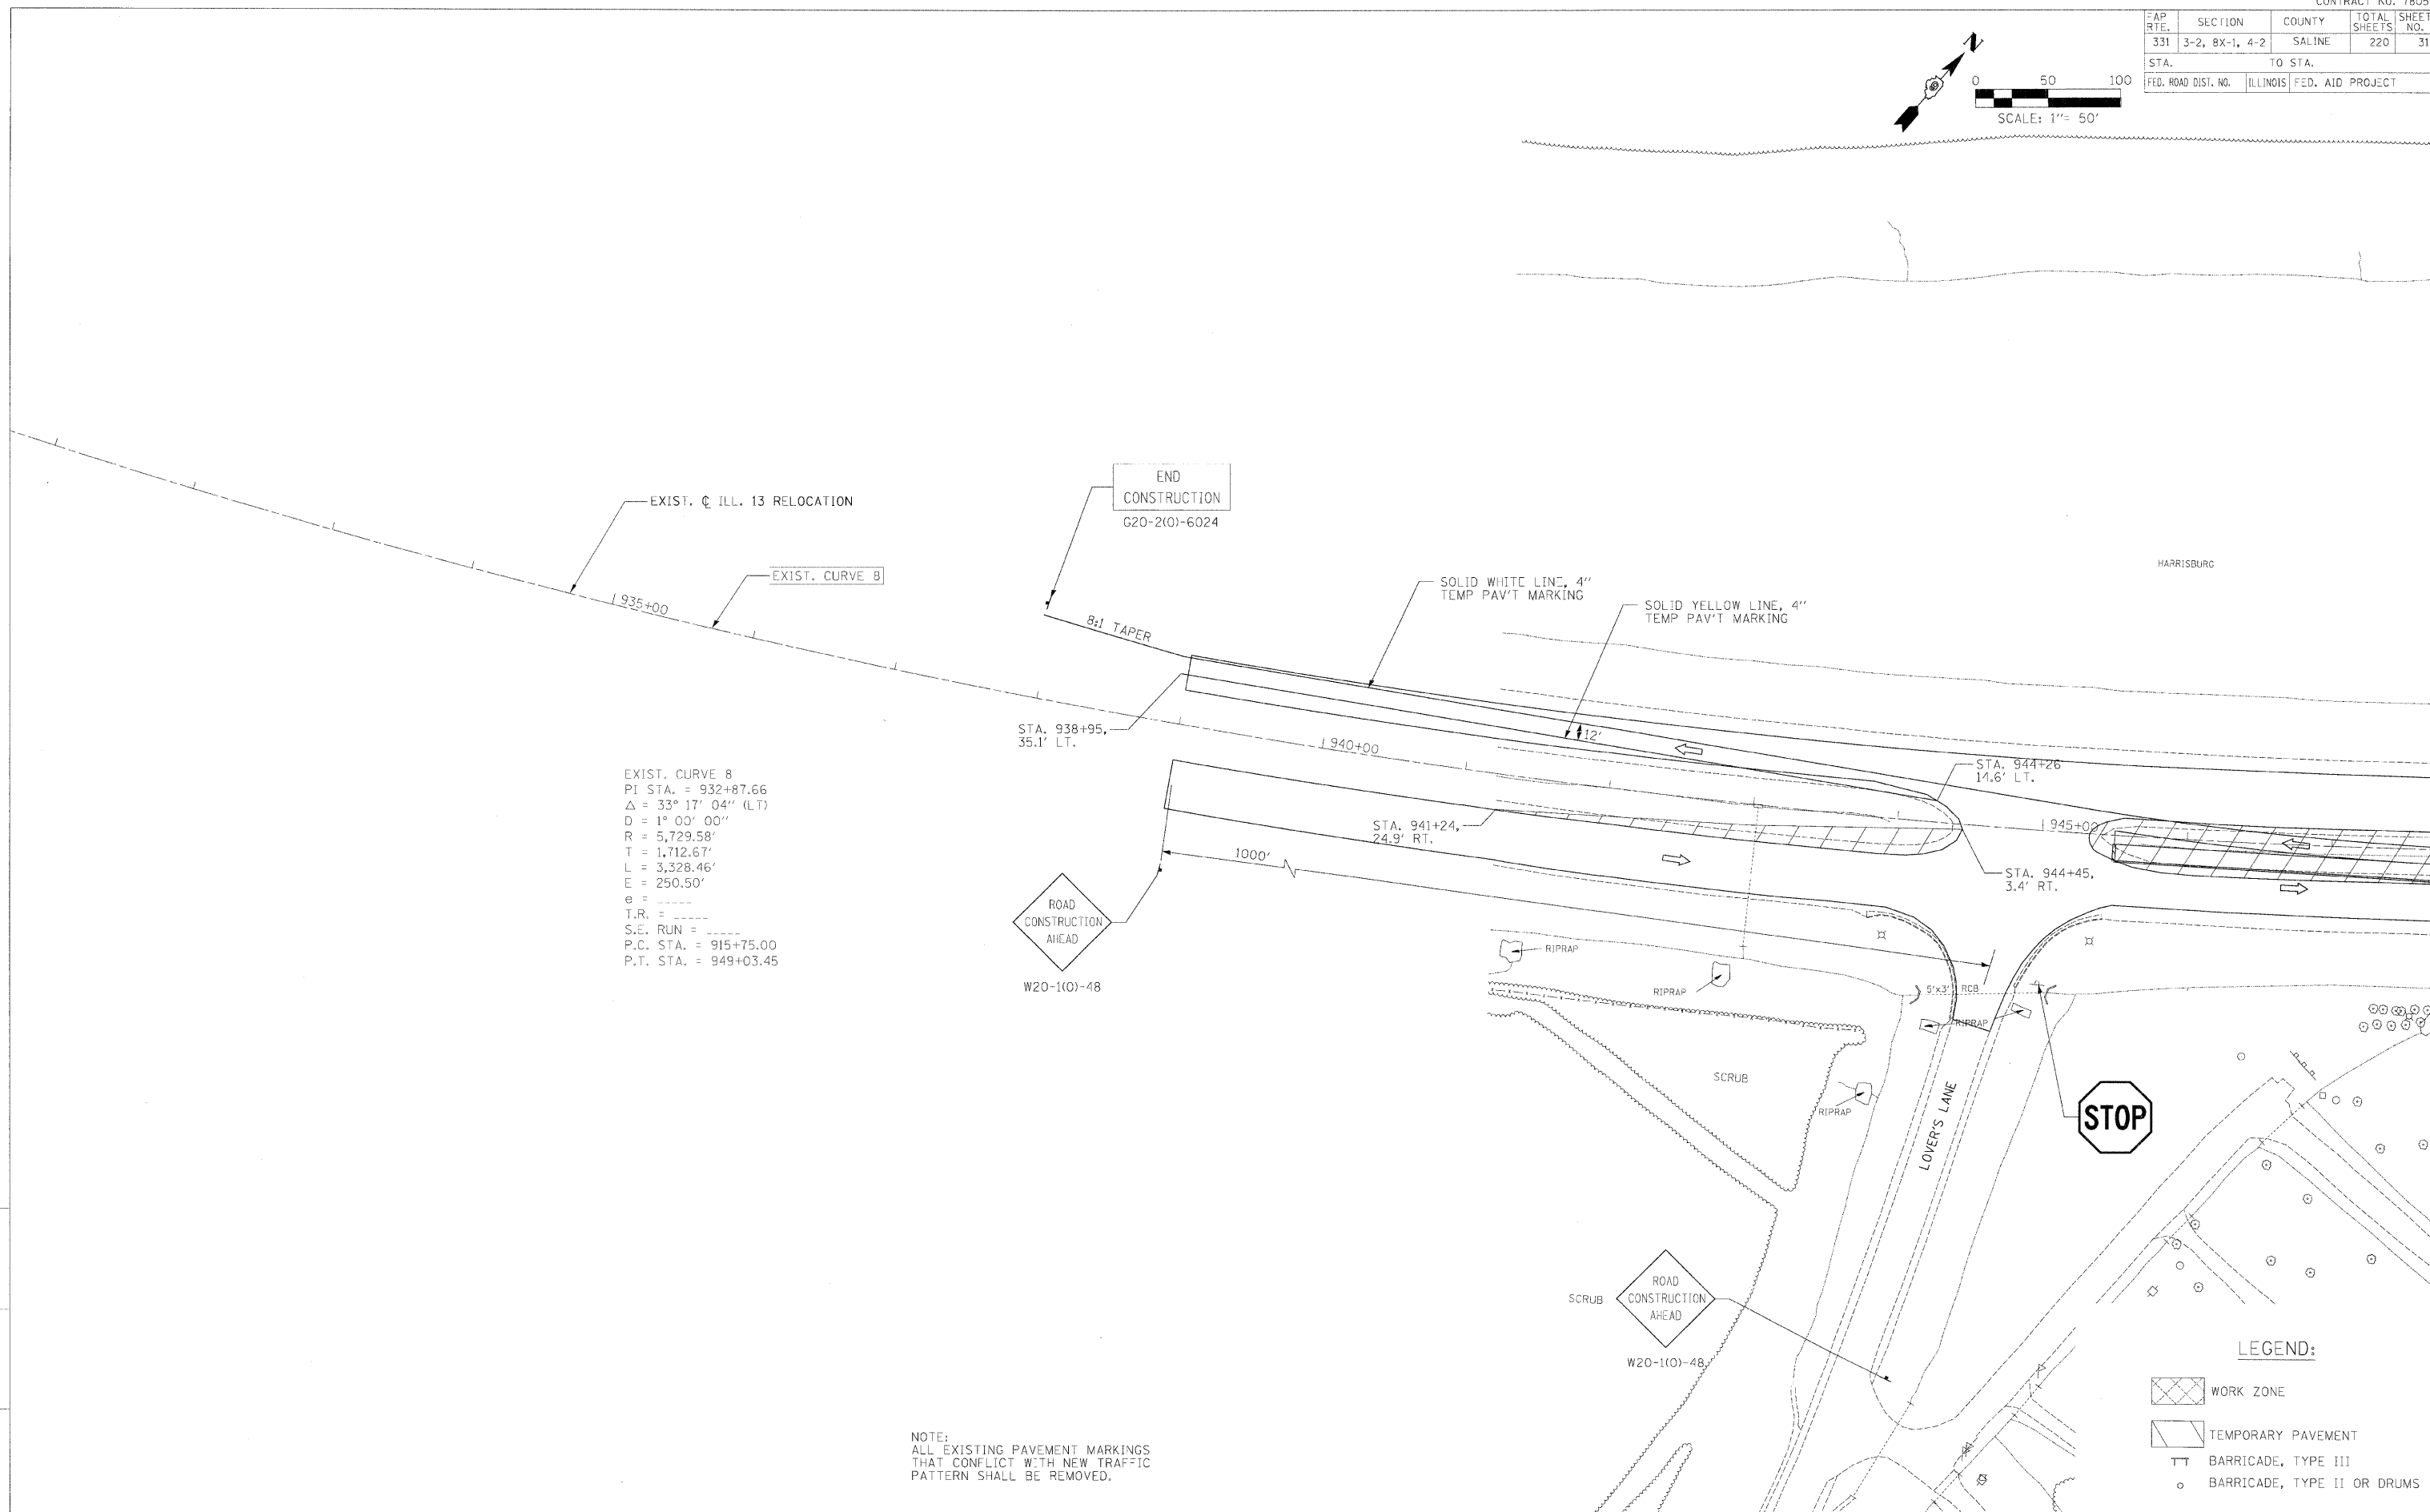 FAP RTE. SECTION COUNTY TOTAL SHEETS SHEET NO.
331 3-2, 8X-1, 4-2 SALINE 220 31
STA. TO STA.
FED. ROAD DIST. NO. ILLINOIS FED. AID PROJECT
N
0 50 100
SCALE: 1"= 50'
HARRISBURG
END
CONSTRUCTION
G20-2(O)-6024
EXIST. ℄ ILL. 13 RELOCATION
EXIST. CURVE 8
935+00
8:1 TAPER
SOLID WHITE LINE, 4"
TEMP PAV'T MARKING
SOLID YELLOW LINE, 4"
TEMP PAV'T MARKING
12'
STA. 938+95,
35.1' LT.
940+00
STA. 944+26
14.6' LT.
945+00
STA. 941+24,
24.9' RT.
STA. 944+45,
3.4' RT.
1000'
EXIST. CURVE 8
PI STA. = 932+87.66
Δ = 33° 17' 04" (LT)
D = 1° 00' 00"
R = 5,729.58'
T = 1,712.67'
L = 3,328.46'
E = 250.50'
e = _____
T.R. = _____
S.E. RUN = _____
P.C. STA. = 915+75.00
P.T. STA. = 949+03.45
ROAD
CONSTRUCTION
AHEAD
W20-1(O)-48
RIPRAP
RIPRAP
5'x3' RCB
RIPRAP
RIPRAP
SCRUB
LOVER'S LANE
STOP
SCRUB
ROAD
CONSTRUCTION
AHEAD
W20-1(O)-48
LEGEND:
WORK ZONE
TEMPORARY PAVEMENT
BARRICADE, TYPE III
BARRICADE, TYPE II OR DRUMS
NOTE:
ALL EXISTING PAVEMENT MARKINGS
THAT CONFLICT WITH NEW TRAFFIC
PATTERN SHALL BE REMOVED.